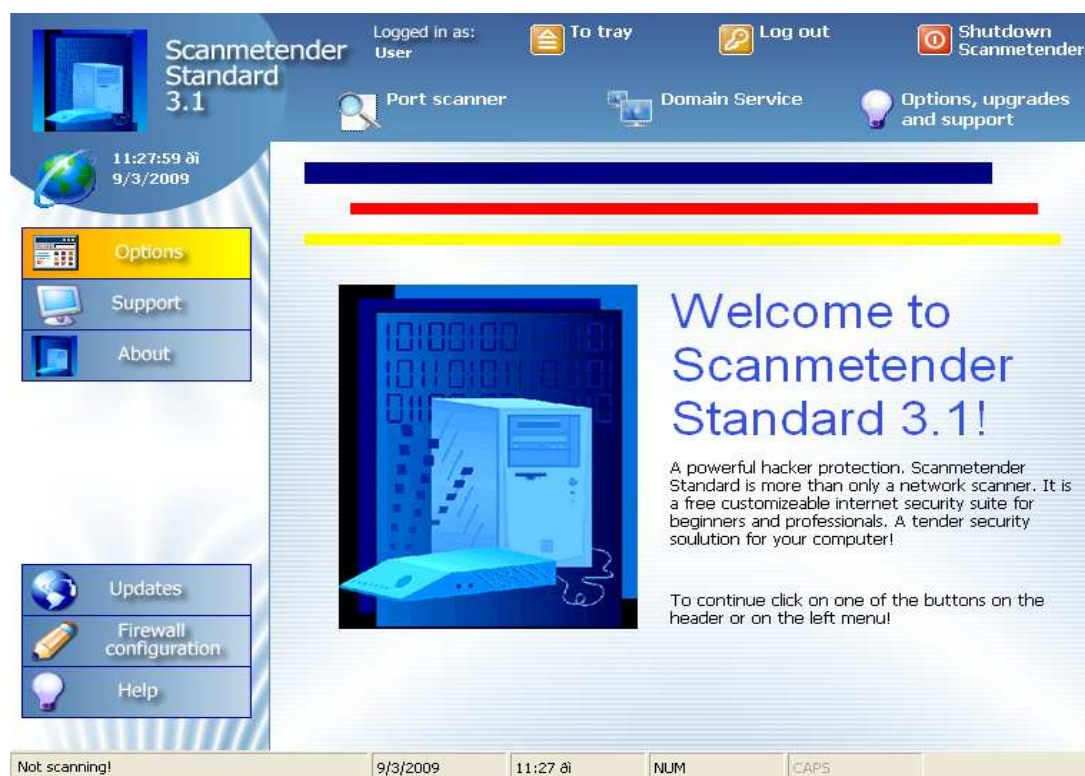 Scanmetender
Standard
3.1
Logged in as:
User
To tray
Log out
Shutdown
Scanmetender
Port scanner
Domain Service
Options, upgrades
and support
11:27:59 ðì
9/3/2009
Options
Support
About
Updates
Firewall
configuration
Help
Welcome to
Scanmetender
Standard 3.1!
A powerful hacker protection. Scanmetender
Standard is more than only a network scanner. It is
a free customizeable internet security suite for
beginners and professionals. A tender security
soulution for your computer!
To continue click on one of the buttons on the
header or on the left menu!
Not scanning!
9/3/2009
11:27 ðì
NUM
CAPS